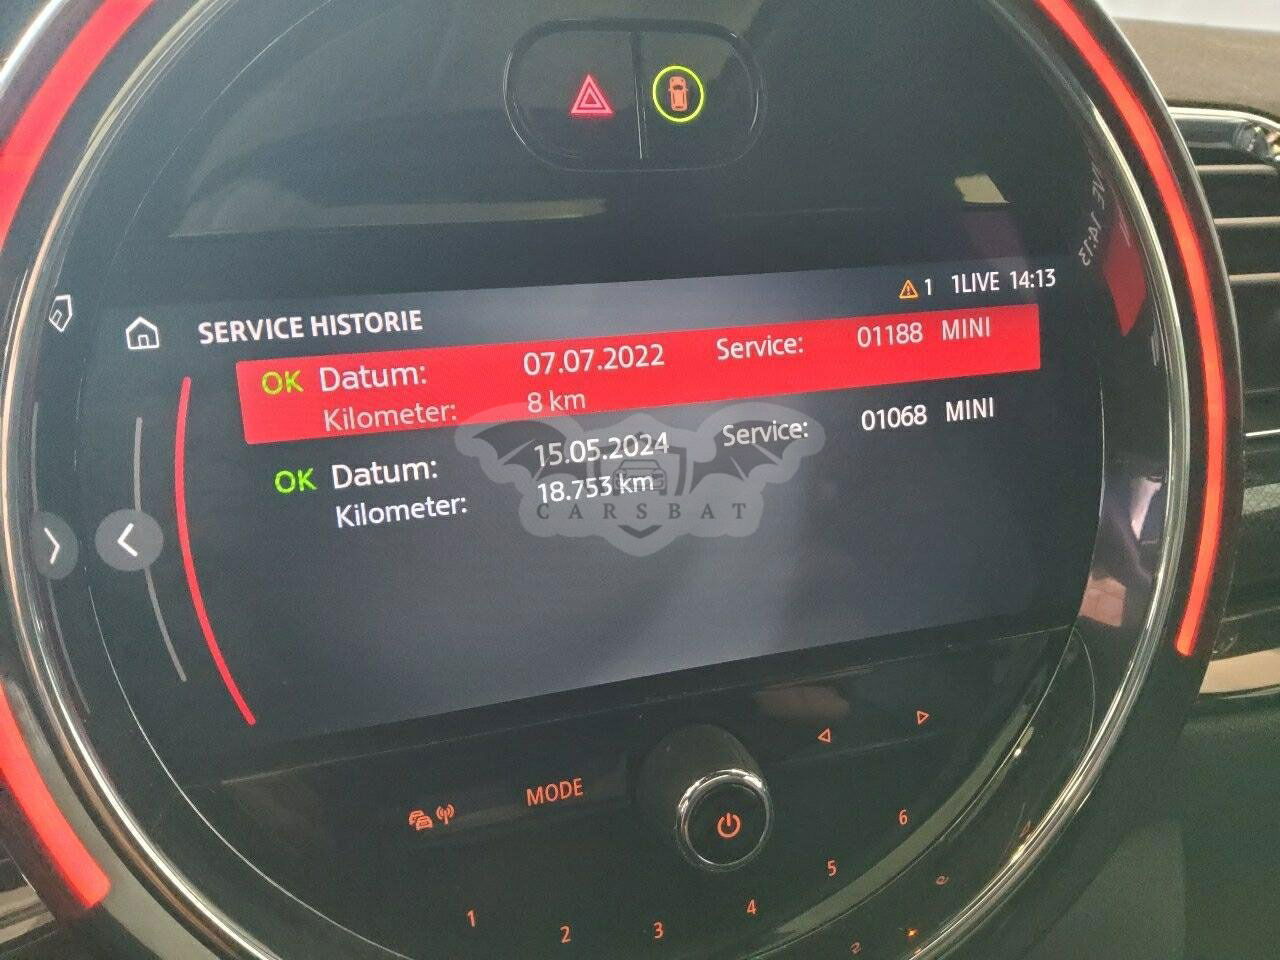 1 1LIVE 14:13
SERVICE HISTORIE
OK Datum: 07.07.2022 Service: 01188 MINI
Kilometer: 8 km
OK Datum: 15.05.2024 Service: 01068 MINI
Kilometer: 18.753 km
CARSBAT
MODE
1 2 3 4 5 6